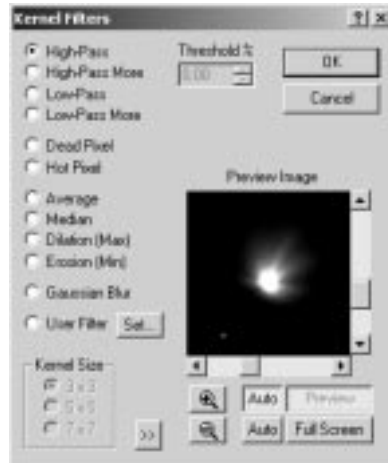 Kernel Filters
High-Pass
High-Pass More
Low-Pass
Low-Pass More
Dead Pixel
Hot Pixel
Average
Median
Dilation (Max)
Erosion (Min)
Gaussian Blur
User Filter Set...
Kernel Size
3 x 3
5 x 5
7 x 7
>>
Threshold %
OK
Cancel
Preview Image
Auto Preview
Auto Full Screen